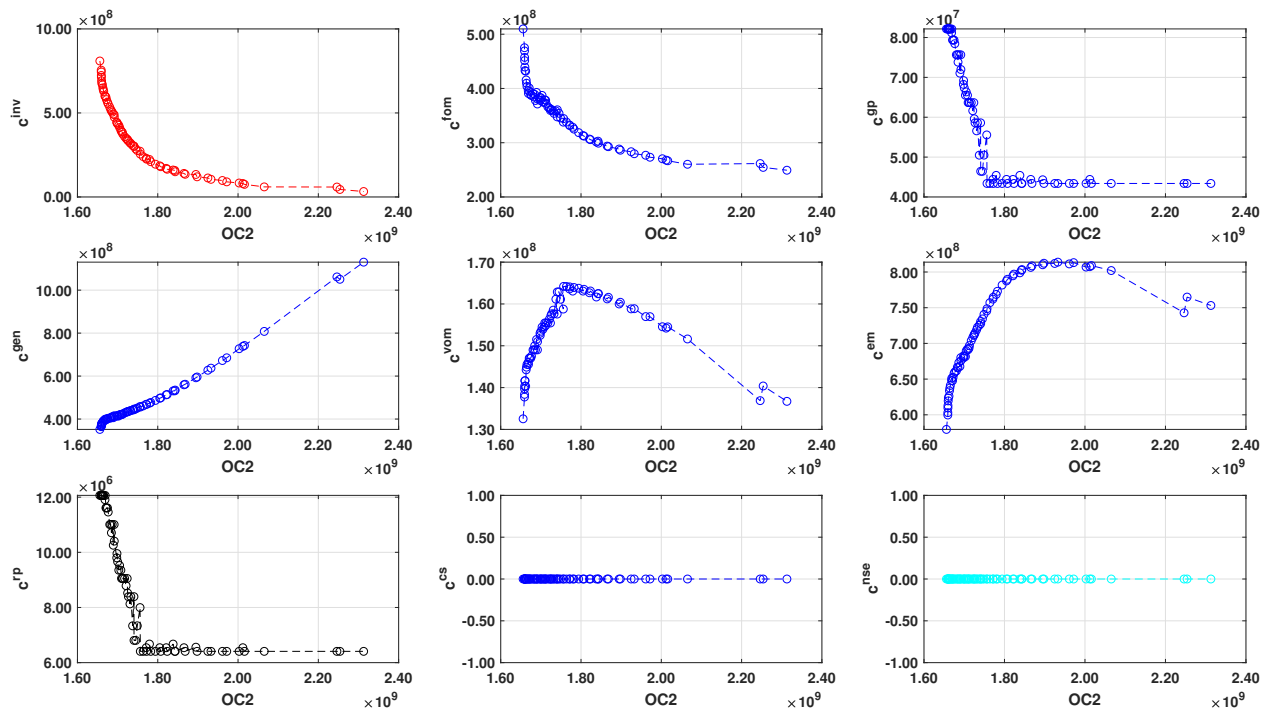 ×10⁸
10.00
5.00
0.00
c^inv
1.60 1.80 2.00 2.20 2.40
OC2
×10⁹
×10⁸
5.00
4.00
3.00
2.00
c^fom
1.60 1.80 2.00 2.20 2.40
OC2
×10⁹
×10⁷
8.00
7.00
6.00
5.00
4.00
c^gp
1.60 1.80 2.00 2.20 2.40
OC2
×10⁹
×10⁸
10.00
8.00
6.00
4.00
c^gen
1.60 1.80 2.00 2.20 2.40
OC2
×10⁹
×10⁸
1.70
1.60
1.50
1.40
1.30
c^vom
1.60 1.80 2.00 2.20 2.40
OC2
×10⁹
×10⁸
8.00
7.50
7.00
6.50
6.00
c^em
1.60 1.80 2.00 2.20 2.40
OC2
×10⁹
×10⁶
12.00
10.00
8.00
6.00
c^rp
1.60 1.80 2.00 2.20 2.40
OC2
×10⁹
1.00
0.50
0.00
-0.50
-1.00
c^cs
1.60 1.80 2.00 2.20 2.40
OC2
×10⁹
1.00
0.50
0.00
-0.50
-1.00
c^nse
1.60 1.80 2.00 2.20 2.40
OC2
×10⁹